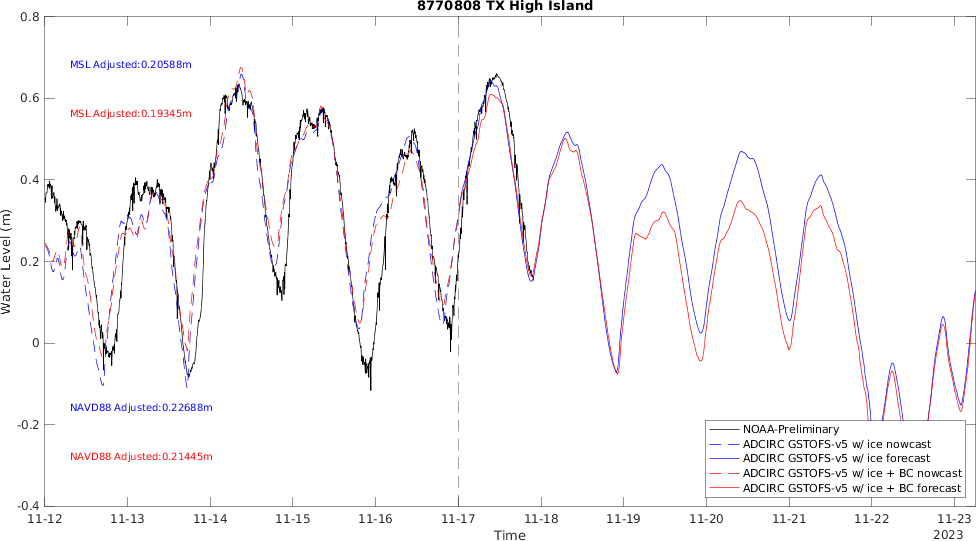 8770808 TX High Island
0.8
0.6
0.4
0.2
0
-0.2
-0.4
Water Level (m)
MSL Adjusted:0.20588m
MSL Adjusted:0.19345m
NAVD88 Adjusted:0.22688m
NAVD88 Adjusted:0.21445m
NOAA-Preliminary
ADCIRC GSTOFS-v5 w/ ice nowcast
ADCIRC GSTOFS-v5 w/ ice forecast
ADCIRC GSTOFS-v5 w/ ice + BC nowcast
ADCIRC GSTOFS-v5 w/ ice + BC forecast
11-12 11-13 11-14 11-15 11-16 11-17 11-18 11-19 11-20 11-21 11-22 11-23
Time
2023